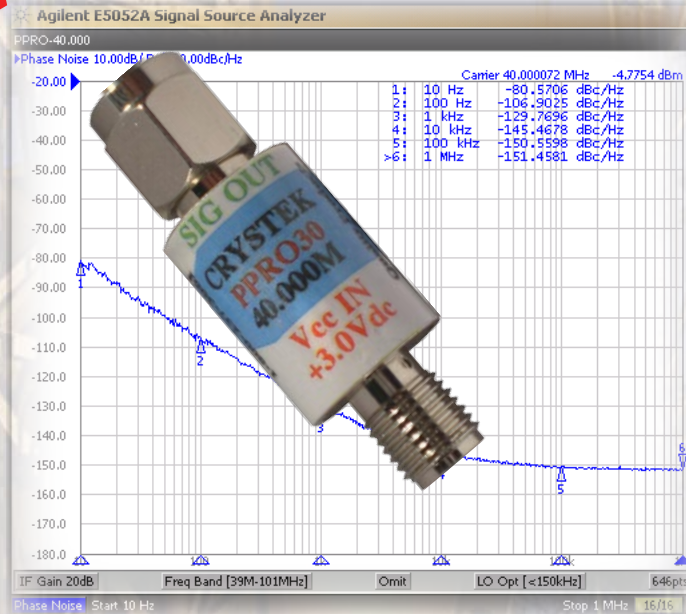 Agilent E5052A Signal Source Analyzer
PPRO-40.000
Phase Noise 10.00dB/
0.00dBc/Hz
Carrier 40.000072 MHz -4.7754 dBm
1: 10 Hz -80.5706 dBc/Hz
2: 100 Hz -106.9025 dBc/Hz
3: 1 kHz -129.7696 dBc/Hz
4: 10 kHz -145.4678 dBc/Hz
5: 100 kHz -150.5598 dBc/Hz
>6: 1 MHz -151.4581 dBc/Hz
-20.00
-30.00
-40.00
-50.00
-60.00
-70.00
-80.00
-90.00
-100.0
-110.0
-120.0
-130.0
-140.0
-150.0
-160.0
-170.0
-180.0
1
2
3
5
6
SIG OUT
CRYSTEK
PPRO30
40.000M
Vcc IN
+3.0Vdc
IF Gain 20dB
Freq Band [39M-101MHz]
Omit
LO Opt [<150kHz]
646pts
Phase Noise Start 10 Hz
Stop 1 MHz 16/16